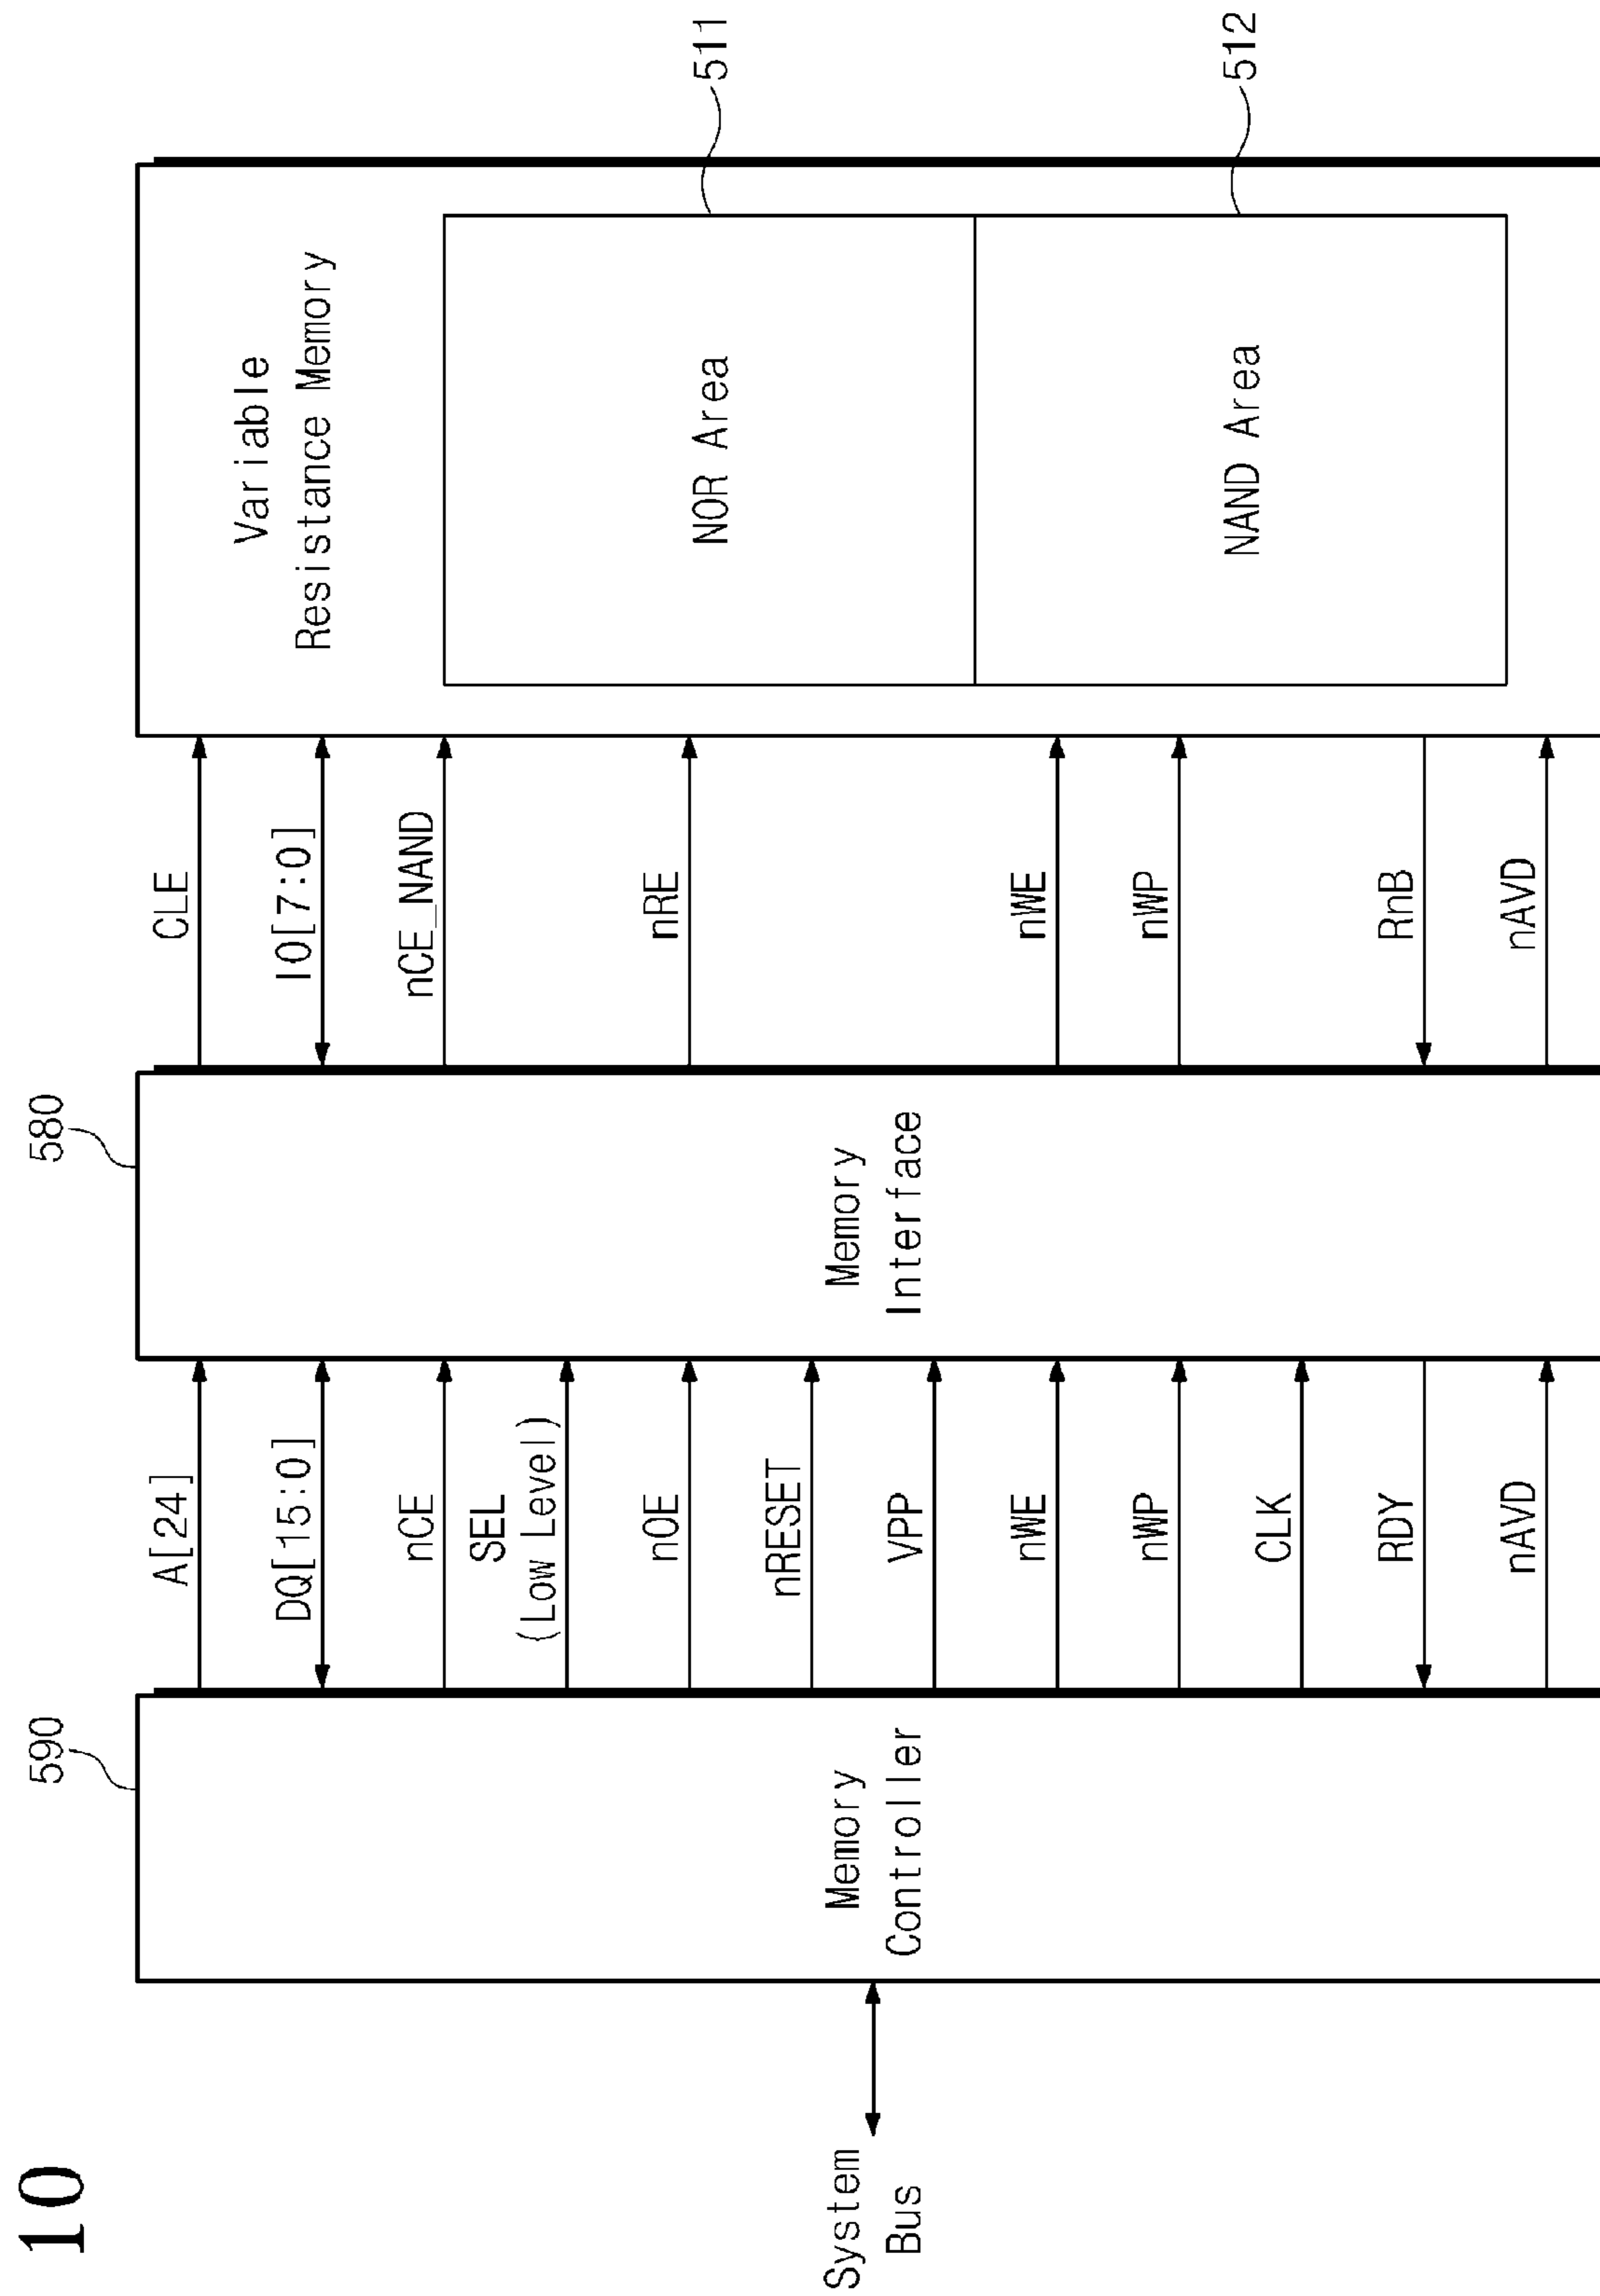 10
590
580
System
Bus
Memory
Controller
A[24]
DQ[15:0]
nCE
SEL
(Low Level)
nOE
nRESET
VPP
nWE
nWP
CLK
RDY
nAVD
Memory
Interface
CLE
IO[7:0]
nCE_NAND
nRE
nWE
nWP
RnB
nAVD
Variable
Resistance Memory
NOR Area
NAND Area
511
512